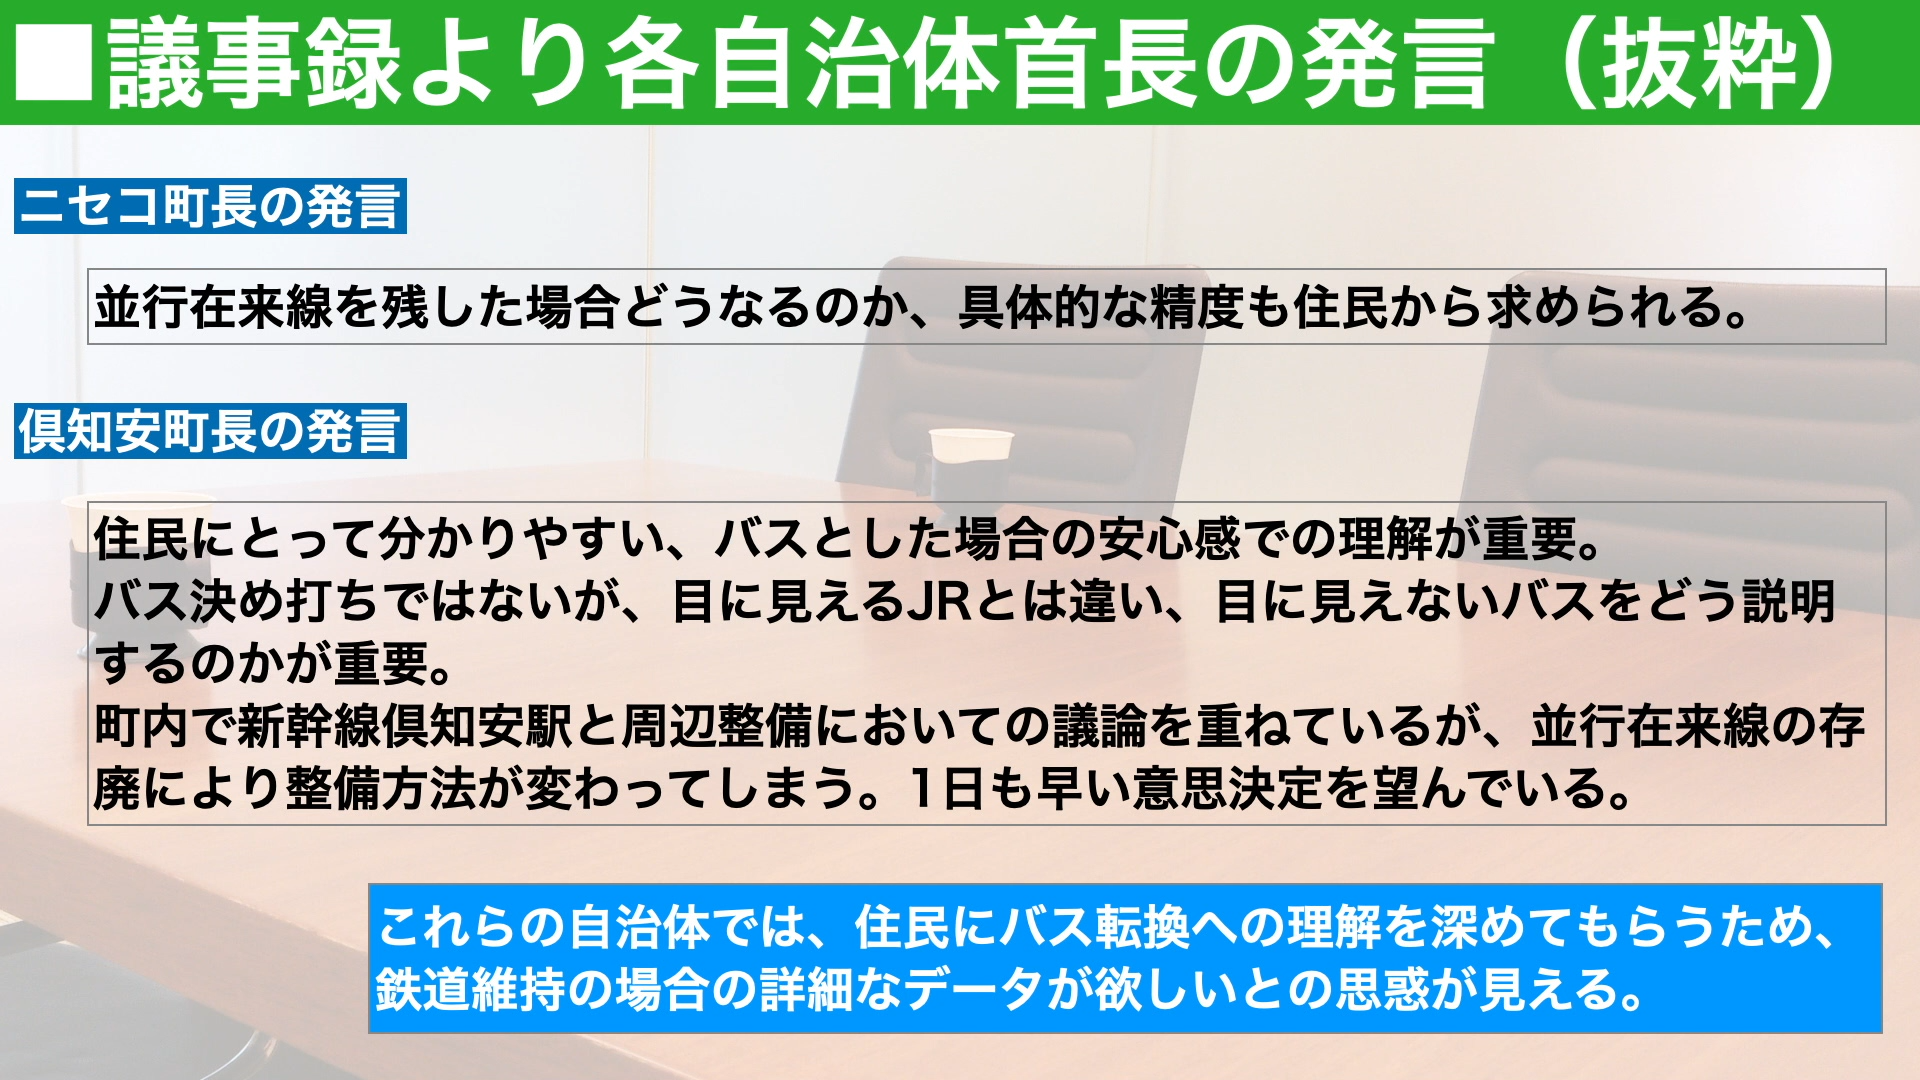 ■議事録より各自治体首長の発言（抜粋）
ニセコ町長の発言
並行在来線を残した場合どうなるのか、具体的な精度も住民から求められる。
倶知安町長の発言
住民にとって分かりやすい、バスとした場合の安心感での理解が重要。
バス決め打ちではないが、目に見えるJRとは違い、目に見えないバスをどう説明
するのかが重要。
町内で新幹線倶知安駅と周辺整備においての議論を重ねているが、並行在来線の存
廃により整備方法が変わってしまう。1日も早い意思決定を望んでいる。
これらの自治体では、住民にバス転換への理解を深めてもらうため、
鉄道維持の場合の詳細なデータが欲しいとの思惑が見える。